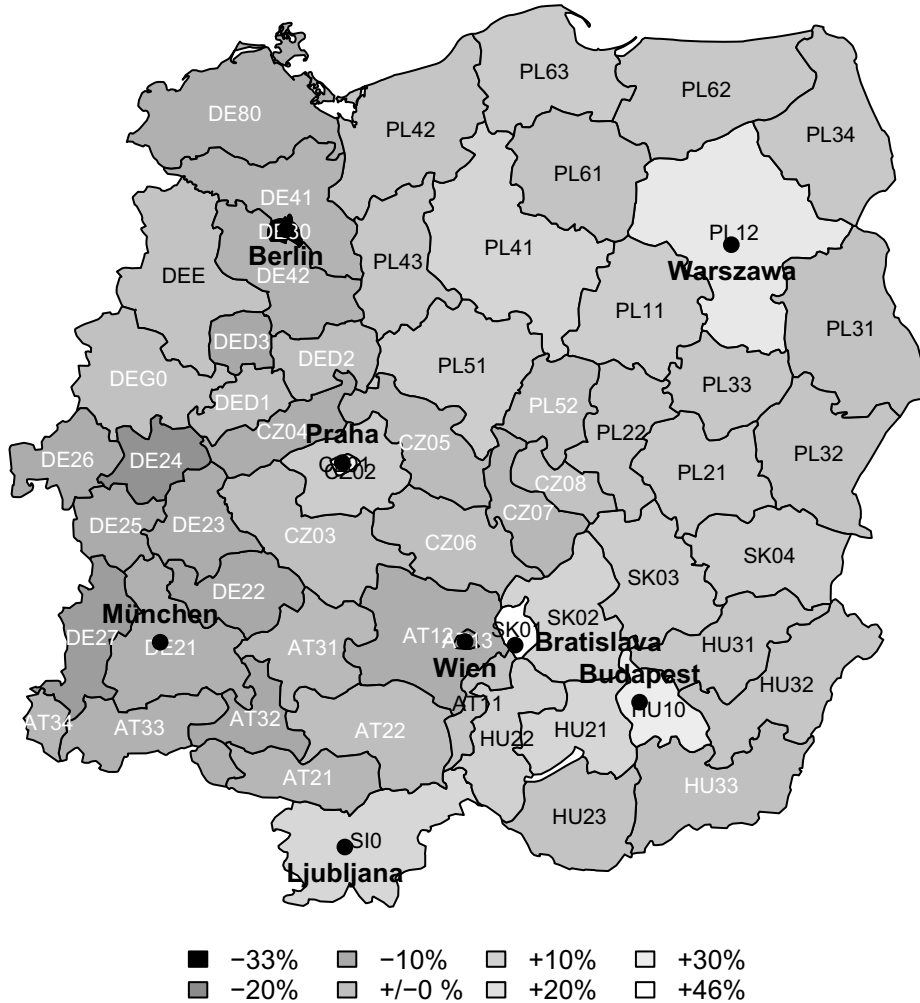 PL63
PL62
DE80
PL42
PL34
PL61
DE41
DE30
PL41
PL12
Berlin
PL43
Warszawa
DEE
DE42
PL11
PL31
DED3
DED2
PL51
DEG0
PL33
DED1
PL52
CZ04
Praha
CZ05
PL22
DE26
DE24
CZ02
CZ08
PL21
PL32
DE25
DE23
CZ07
CZ03
CZ06
SK04
SK03
DE22
München
SK02
DE27
DE21
AT31
AT12
SK01
Bratislava
HU31
Wien
Budapest
HU32
AT34
AT33
AT32
AT22
AT11
HU10
HU22
HU21
AT21
HU33
HU23
SI0
Ljubljana
−33% −10% +10% +30%
−20% +/−0 % +20% +46%